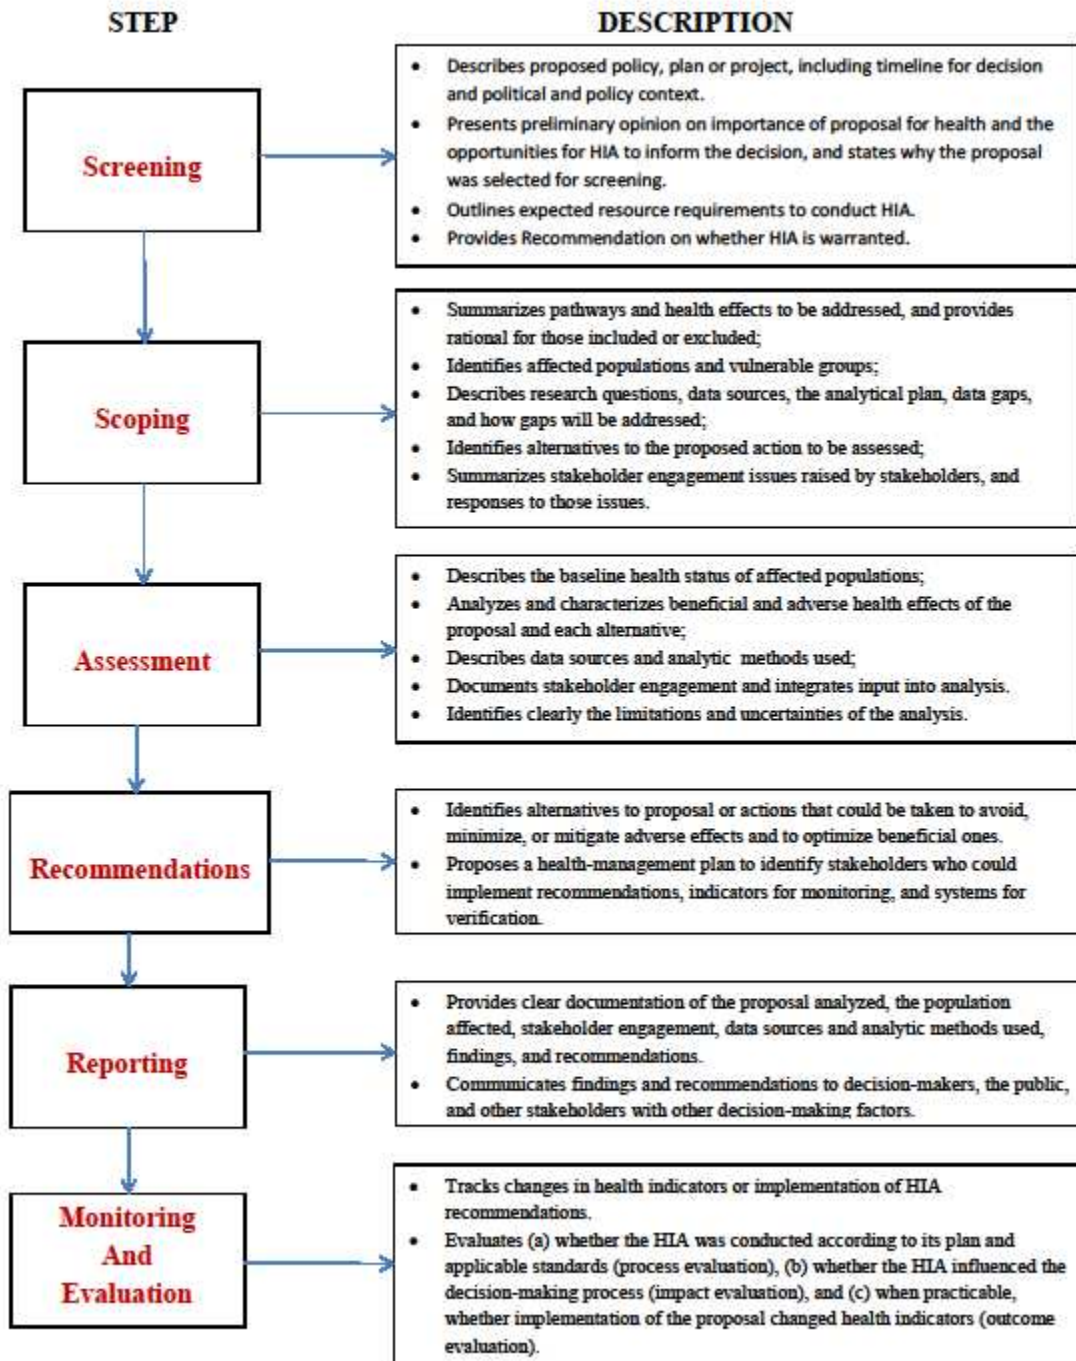 STEP
DESCRIPTION
Screening
• Describes proposed policy, plan or project, including timeline for decision
and political and policy context.
• Presents preliminary opinion on importance of proposal for health and the
opportunities for HIA to inform the decision, and states why the proposal
was selected for screening.
• Outlines expected resource requirements to conduct HIA.
• Provides Recommendation on whether HIA is warranted.
Scoping
• Summarizes pathways and health effects to be addressed, and provides
rational for those included or excluded;
• Identifies affected populations and vulnerable groups;
• Describes research questions, data sources, the analytical plan, data gaps,
and how gaps will be addressed;
• Identifies alternatives to the proposed action to be assessed;
• Summarizes stakeholder engagement issues raised by stakeholders, and
responses to those issues.
Assessment
• Describes the baseline health status of affected populations;
• Analyzes and characterizes beneficial and adverse health effects of the
proposal and each alternative;
• Describes data sources and analytic methods used;
• Documents stakeholder engagement and integrates input into analysis.
• Identifies clearly the limitations and uncertainties of the analysis.
Recommendations
• Identifies alternatives to proposal or actions that could be taken to avoid,
minimize, or mitigate adverse effects and to optimize beneficial ones.
• Proposes a health-management plan to identify stakeholders who could
implement recommendations, indicators for monitoring, and systems for
verification.
Reporting
• Provides clear documentation of the proposal analyzed, the population
affected, stakeholder engagement, data sources and analytic methods used,
findings, and recommendations.
• Communicates findings and recommendations to decision-makers, the public,
and other stakeholders with other decision-making factors.
Monitoring
And
Evaluation
• Tracks changes in health indicators or implementation of HIA
recommendations.
• Evaluates (a) whether the HIA was conducted according to its plan and
applicable standards (process evaluation), (b) whether the HIA influenced the
decision-making process (impact evaluation), and (c) when practicable,
whether implementation of the proposal changed health indicators (outcome
evaluation).